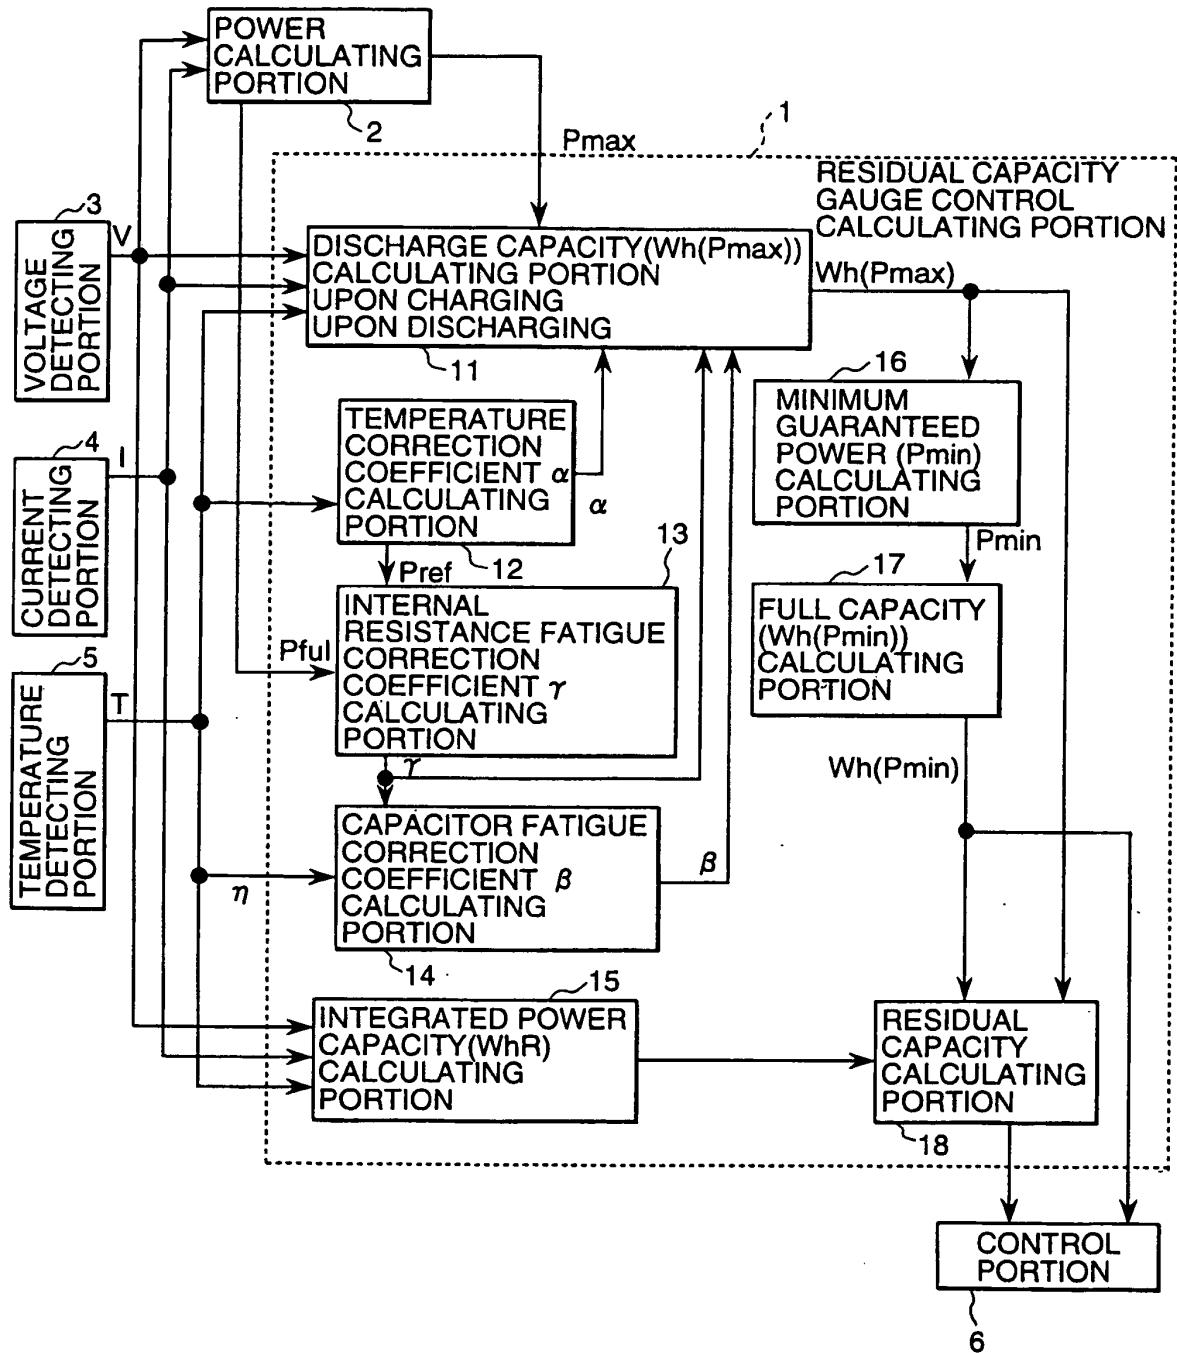 POWER
CALCULATING
PORTION
2
1
Pmax
RESIDUAL CAPACITY
GAUGE CONTROL
CALCULATING PORTION
3
V
VOLTAGE
DETECTING
PORTION
DISCHARGE CAPACITY(Wh(Pmax))
CALCULATING PORTION
UPON CHARGING
UPON DISCHARGING
11
Wh(Pmax)
16
MINIMUM
GUARANTEED
POWER (Pmin)
CALCULATING
PORTION
Pmin
4
I
CURRENT
DETECTING
PORTION
TEMPERATURE
CORRECTION
COEFFICIENT α
CALCULATING
PORTION
α
12
Pref
13
17
FULL CAPACITY
(Wh(Pmin))
CALCULATING
PORTION
Wh(Pmin)
5
T
TEMPERATURE
DETECTING
PORTION
Pful
INTERNAL
RESISTANCE FATIGUE
CORRECTION
COEFFICIENT γ
CALCULATING
PORTION
γ
CAPACITOR FATIGUE
CORRECTION
COEFFICIENT β
CALCULATING
PORTION
η
β
14
15
INTEGRATED POWER
CAPACITY(WhR)
CALCULATING
PORTION
RESIDUAL
CAPACITY
CALCULATING
PORTION
18
CONTROL
PORTION
6